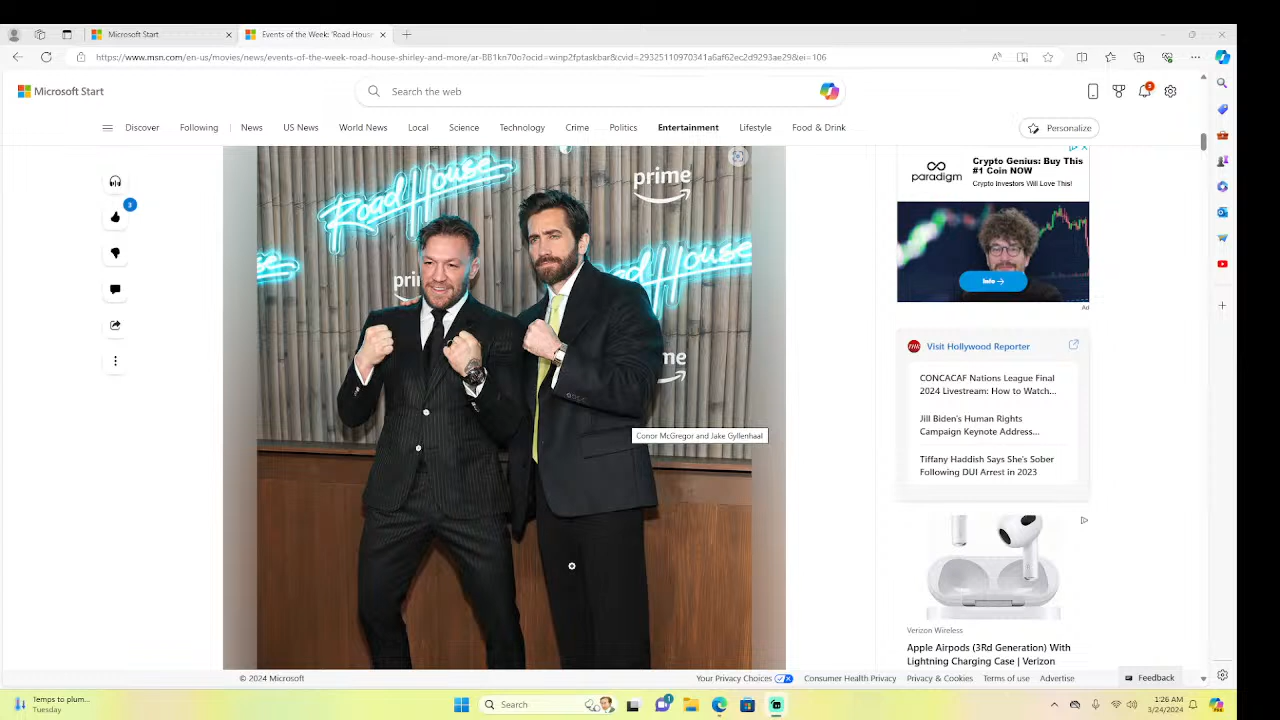 Microsoft Start
Events of the Week: 'Road House
https://www.msn.com/en-us/movies/news/events-of-the-week-road-house-shirley-and-more/ar-BB1kn70o?ocid=winp2fptaskbar&cvid=29325110970341a6af62ec2d9293ae29&ei=106
Microsoft Start
Search the web
3
Discover
Following
News
US News
World News
Local
Science
Technology
Crime
Politics
Entertainment
Lifestyle
Food & Drink
Personalize
3
Road House
prime
prime
Road House
Conor McGregor and Jake Gyllenhaal
paradigm
Crypto Genius: Buy This
#1 Coin NOW
Crypto Investors Will Love This!
Info →
Ad
THR
Visit Hollywood Reporter
CONCACAF Nations League Final
2024 Livestream: How to Watch...
Jill Biden's Human Rights
Campaign Keynote Address...
Tiffany Haddish Says She's Sober
Following DUI Arrest in 2023
Verizon Wireless
Apple Airpods (3Rd Generation) With
Lightning Charging Case | Verizon
© 2024 Microsoft
Your Privacy Choices
Consumer Health Privacy
Privacy & Cookies
Terms of use
Advertise
Feedback
Temps to plum...
Tuesday
Search
1
1:26 AM
3/24/2024